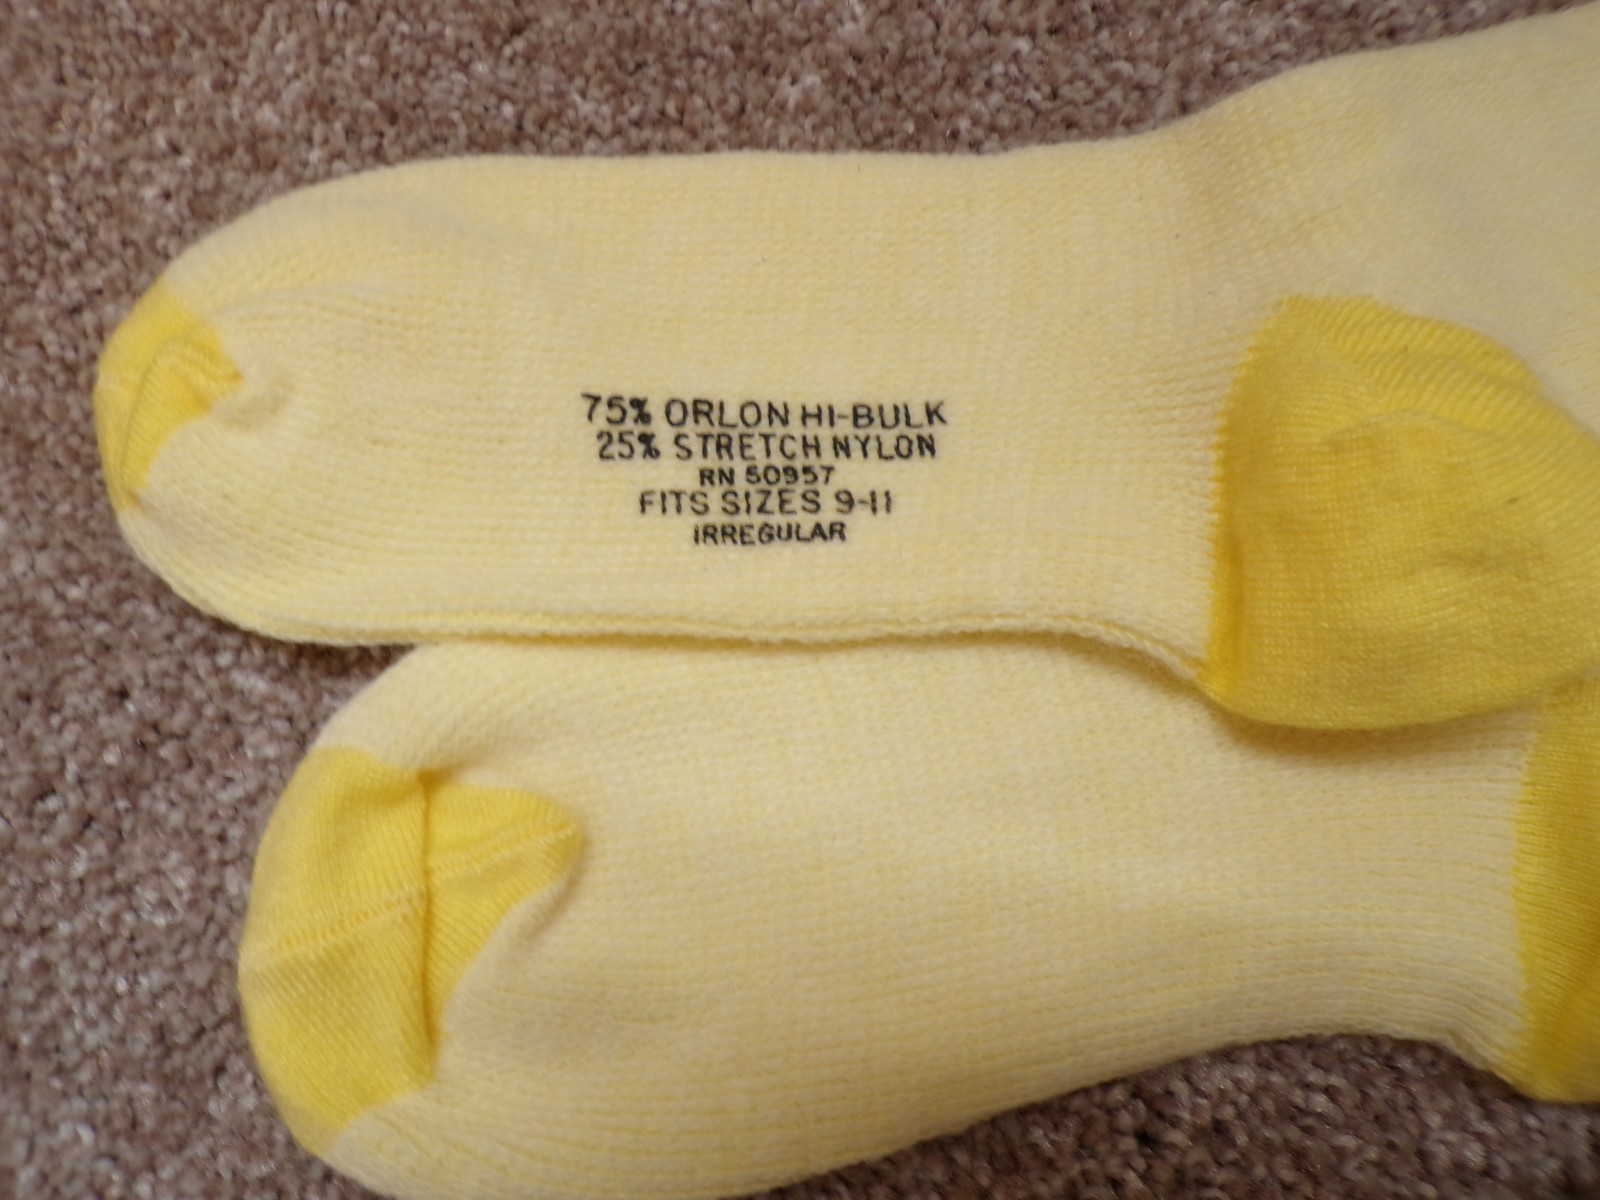 75% ORLON HI-BULK
25% STRETCH NYLON
RN 50957
FITS SIZES 9-11
IRREGULAR